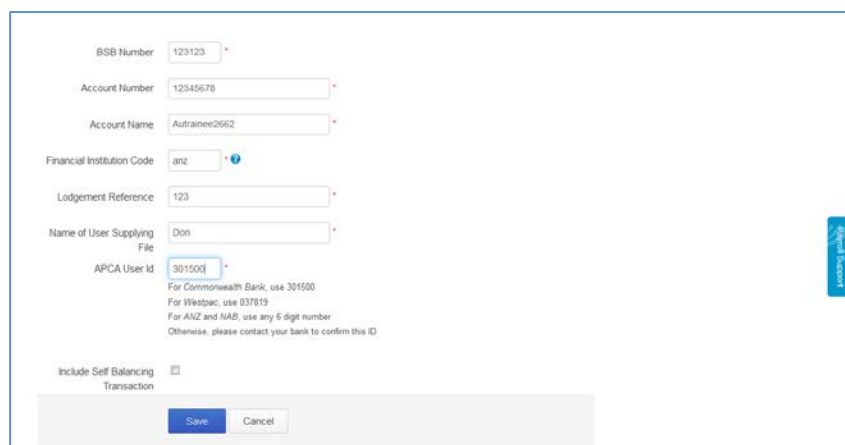 BSB Number 123123 *
Account Number 12345678 *
Account Name Autrainee2662 *
Financial Institution Code anz * ?
Lodgement Reference 123 *
Name of User Supplying Don *
File
APCA User Id 301500 *
For Commonwealth Bank, use 301500
For Westpac, use 037819
For ANZ and NAB, use any 6 digit number
Otherwise, please contact your bank to confirm this ID
Include Self Balancing
Transaction
Save Cancel
Payroll Support